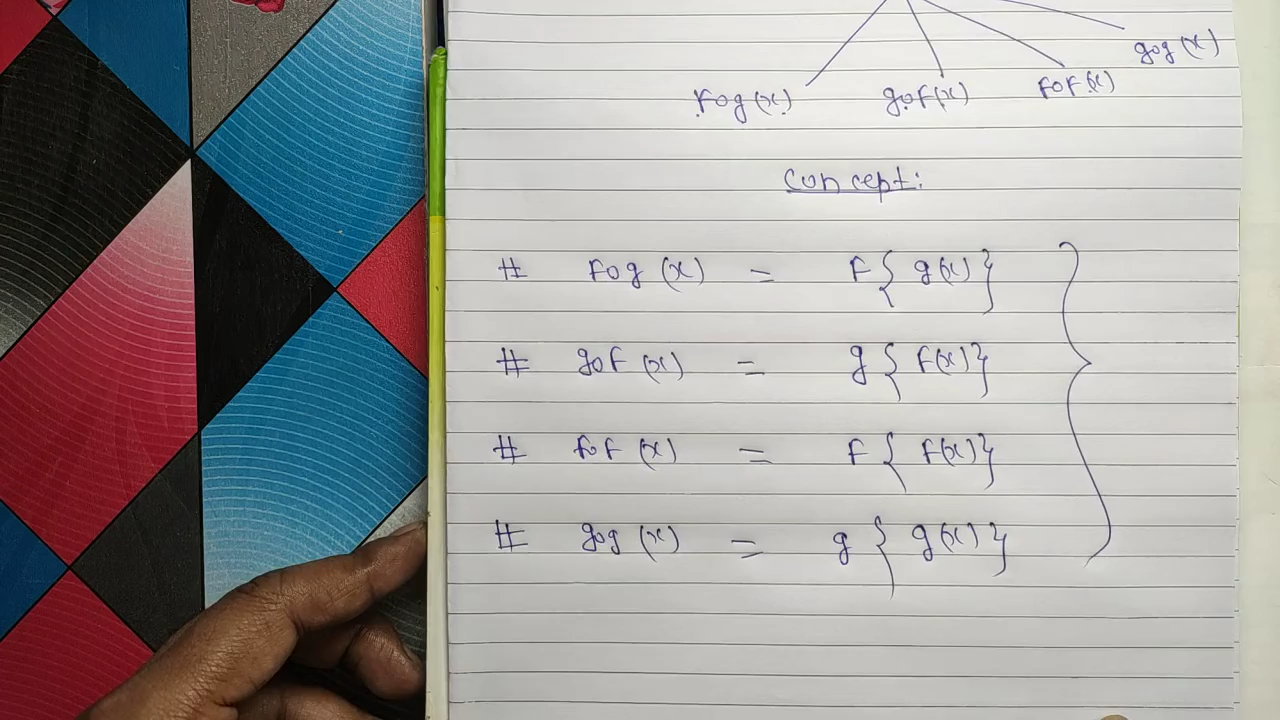 fog(x) gof(x) fof(x) gog(x)
Concept:
# fog(x) = f{g(x)}
# gof(x) = g{f(x)}
# fof(x) = f{f(x)}
# gog(x) = g{g(x)}